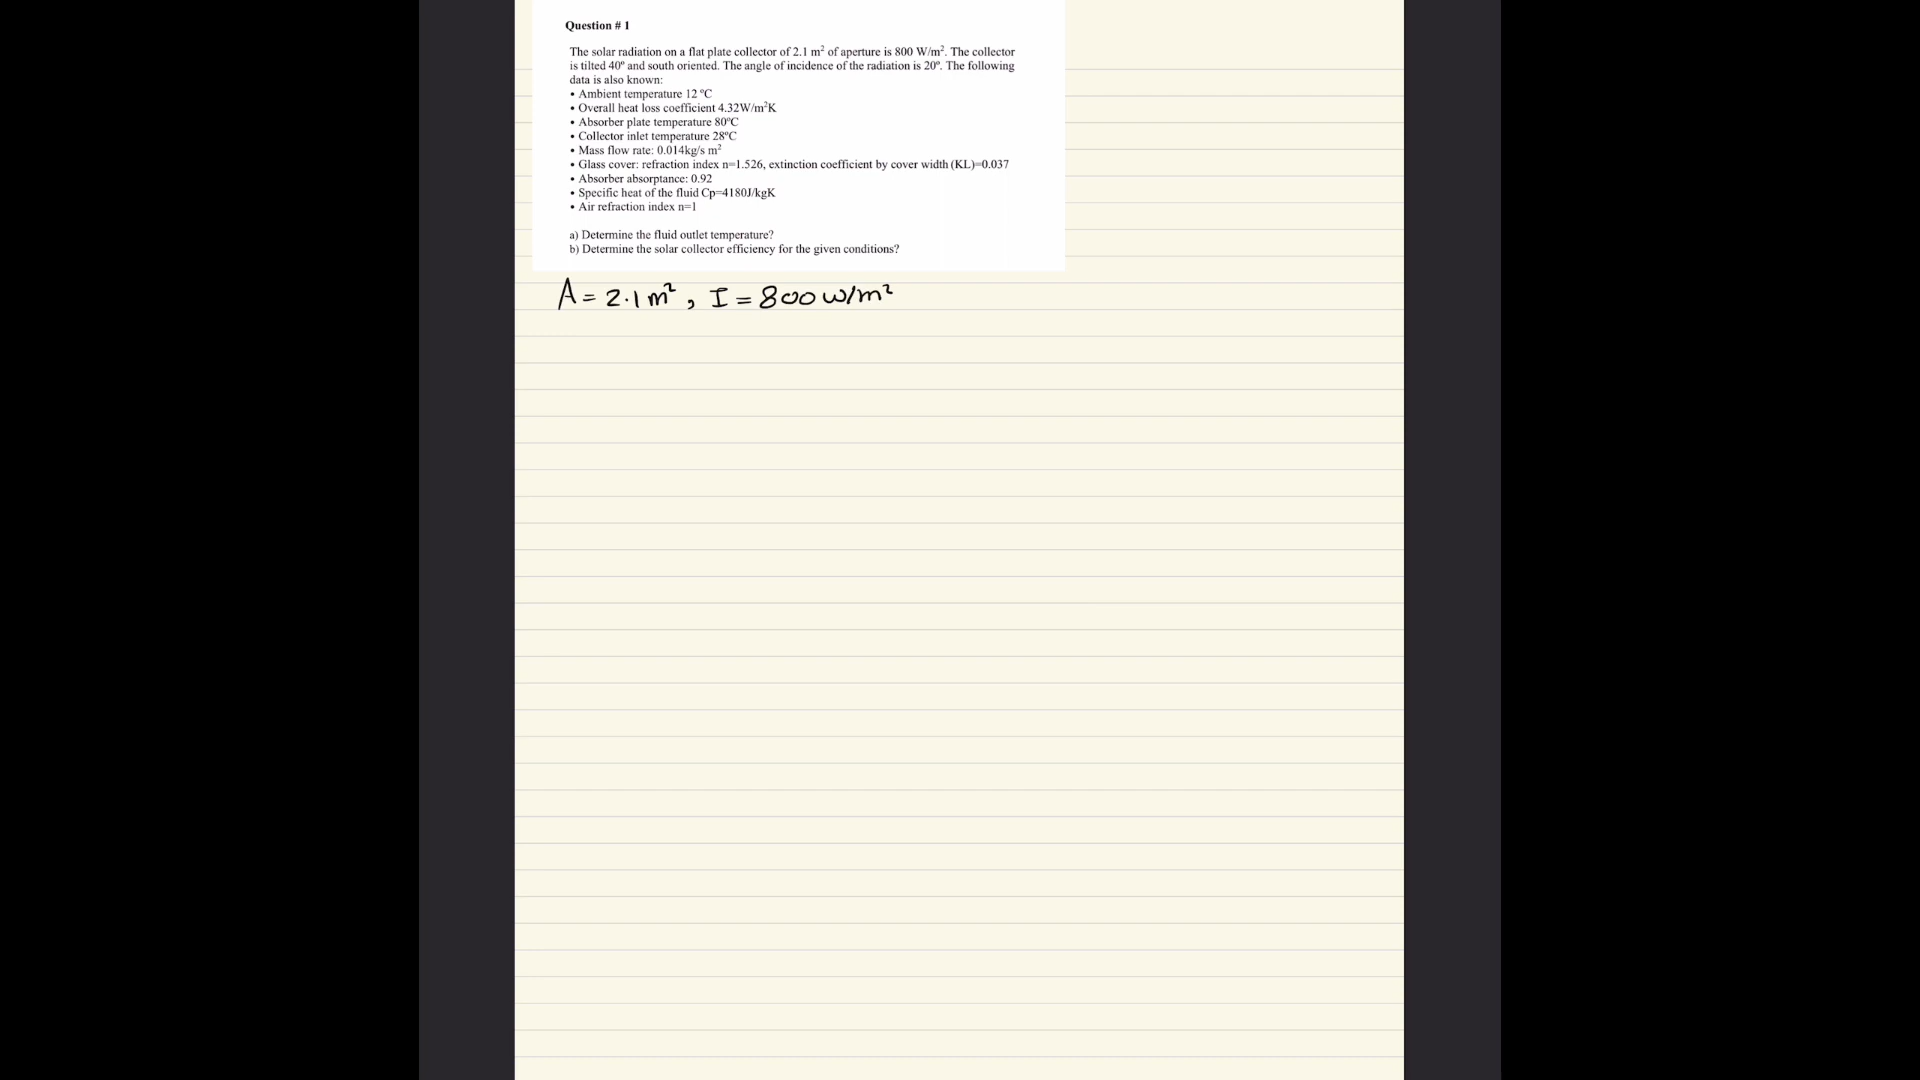 Question # 1
The solar radiation on a flat plate collector of 2.1 m² of aperture is 800 W/m². The collector
is tilted 40º and south oriented. The angle of incidence of the radiation is 20º. The following
data is also known:
• Ambient temperature 12 ºC
• Overall heat loss coefficient 4.32W/m²K
• Absorber plate temperature 80ºC
• Collector inlet temperature 28ºC
• Mass flow rate: 0.014kg/s m²
• Glass cover: refraction index n=1.526, extinction coefficient by cover width (KL)=0.037
• Absorber absorptance: 0.92
• Specific heat of the fluid Cp=4180J/kgK
• Air refraction index n=1
a) Determine the fluid outlet temperature?
b) Determine the solar collector efficiency for the given conditions?
A = 2.1 m², I = 800 W/m²